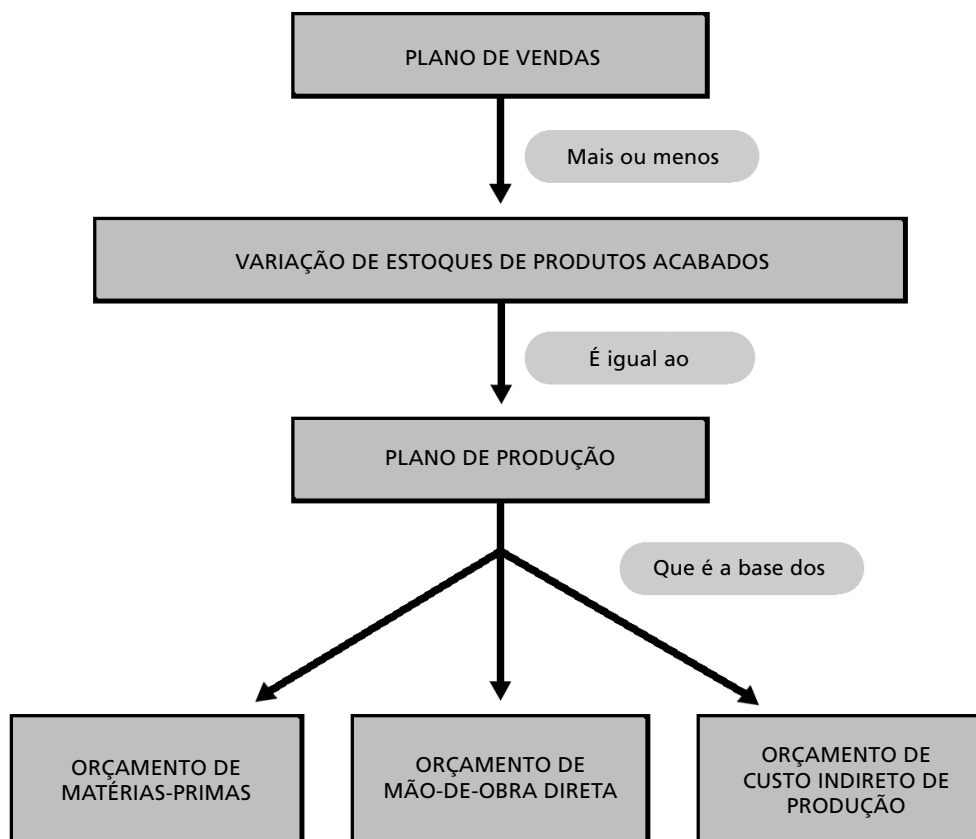 PLANO DE VENDAS
Mais ou menos
VARIAÇÃO DE ESTOQUES DE PRODUTOS ACABADOS
É igual ao
PLANO DE PRODUÇÃO
Que é a base dos
ORÇAMENTO DE
MATÉRIAS-PRIMAS
ORÇAMENTO DE
MÃO-DE-OBRA DIRETA
ORÇAMENTO DE
CUSTO INDIRETO DE
PRODUÇÃO